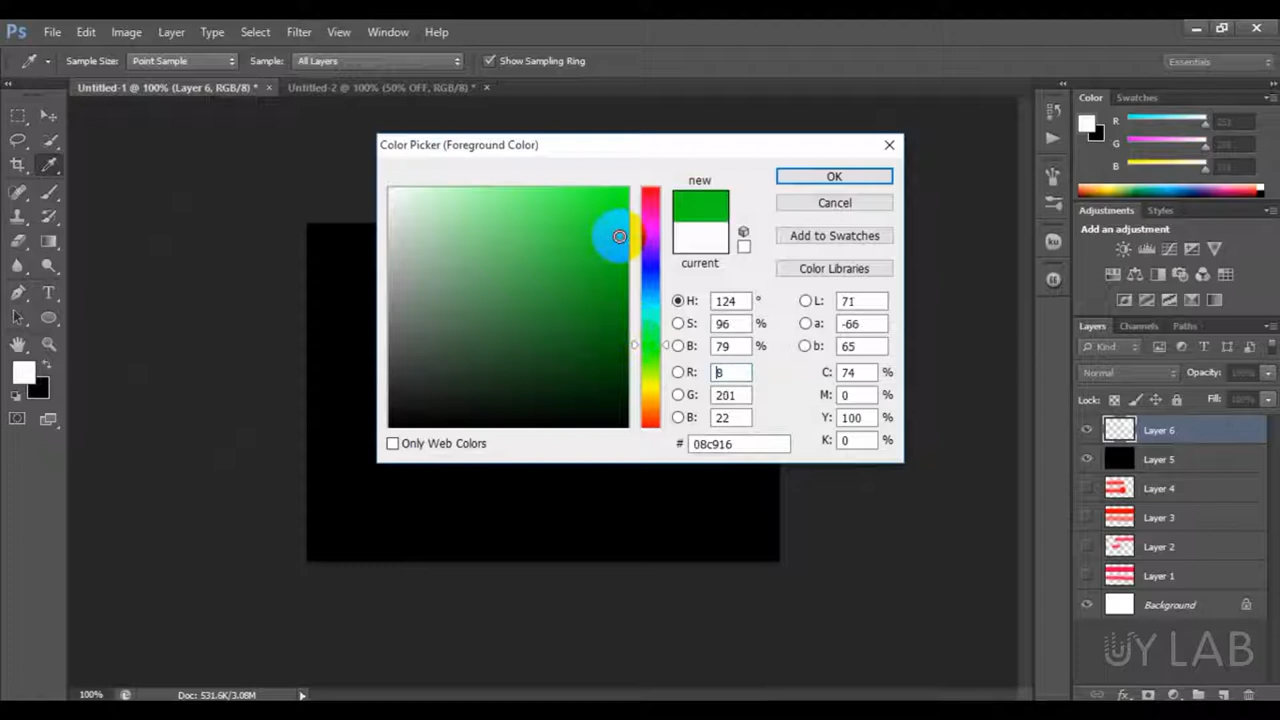 Ps File Edit Image Layer Type Select Filter View Window Help
Sample Size: Point Sample Sample: All Layers Show Sampling Ring Essentials
Untitled-1 @ 100% (Layer 6, RGB/8) * × Untitled-2 @ 100% (50% OFF, RGB/8) * ×
Color Swatches
R
G
B
Color Picker (Foreground Color)
new
current
OK
Cancel
Add to Swatches
Color Libraries
H: 124 °
S: 96 %
B: 79 %
R: 8
G: 201
B: 22
# 08c916
L: 71
a: -66
b: 65
C: 74 %
M: 0 %
Y: 100 %
K: 0 %
Only Web Colors
Adjustments Styles
Add an adjustment
Layers Channels Paths
Kind
Normal Opacity: 100%
Lock: Fill: 100%
Layer 6
Layer 5
Layer 4
Layer 3
Layer 2
Layer 1
Background
UY LAB
100% Doc: 531.6K/3.08M